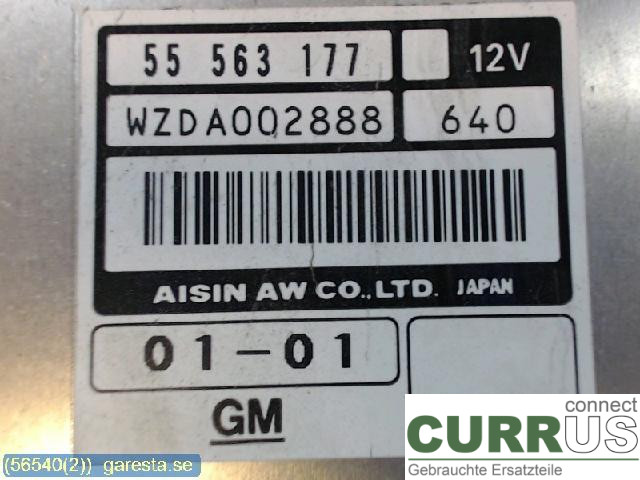 55 563 177 12V
WZDA002888 640
AISIN AW CO.,LTD. JAPAN
01-01
GM
connect
CURRUS
Gebrauchte Ersatzteile
((56540(2)) garesta.se